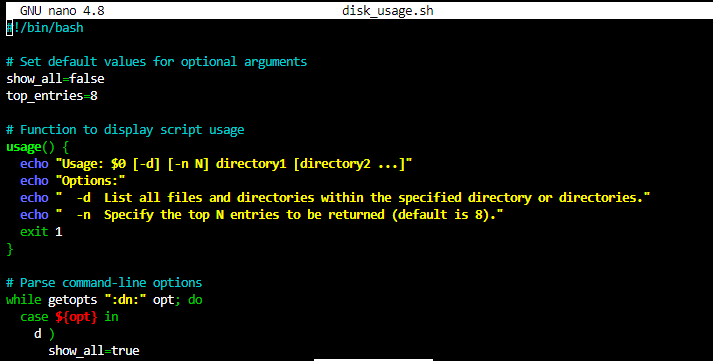 GNU nano 4.8 disk_usage.sh
#!/bin/bash
# Set default values for optional arguments
show_all=false
top_entries=8
# Function to display script usage
usage() {
  echo "Usage: $0 [-d] [-n N] directory1 [directory2 ...]"
  echo "Options:"
  echo "  -d  List all files and directories within the specified directory or directories."
  echo "  -n  Specify the top N entries to be returned (default is 8)."
  exit 1
}
# Parse command-line options
while getopts ":dn:" opt; do
  case ${opt} in
    d )
      show_all=true